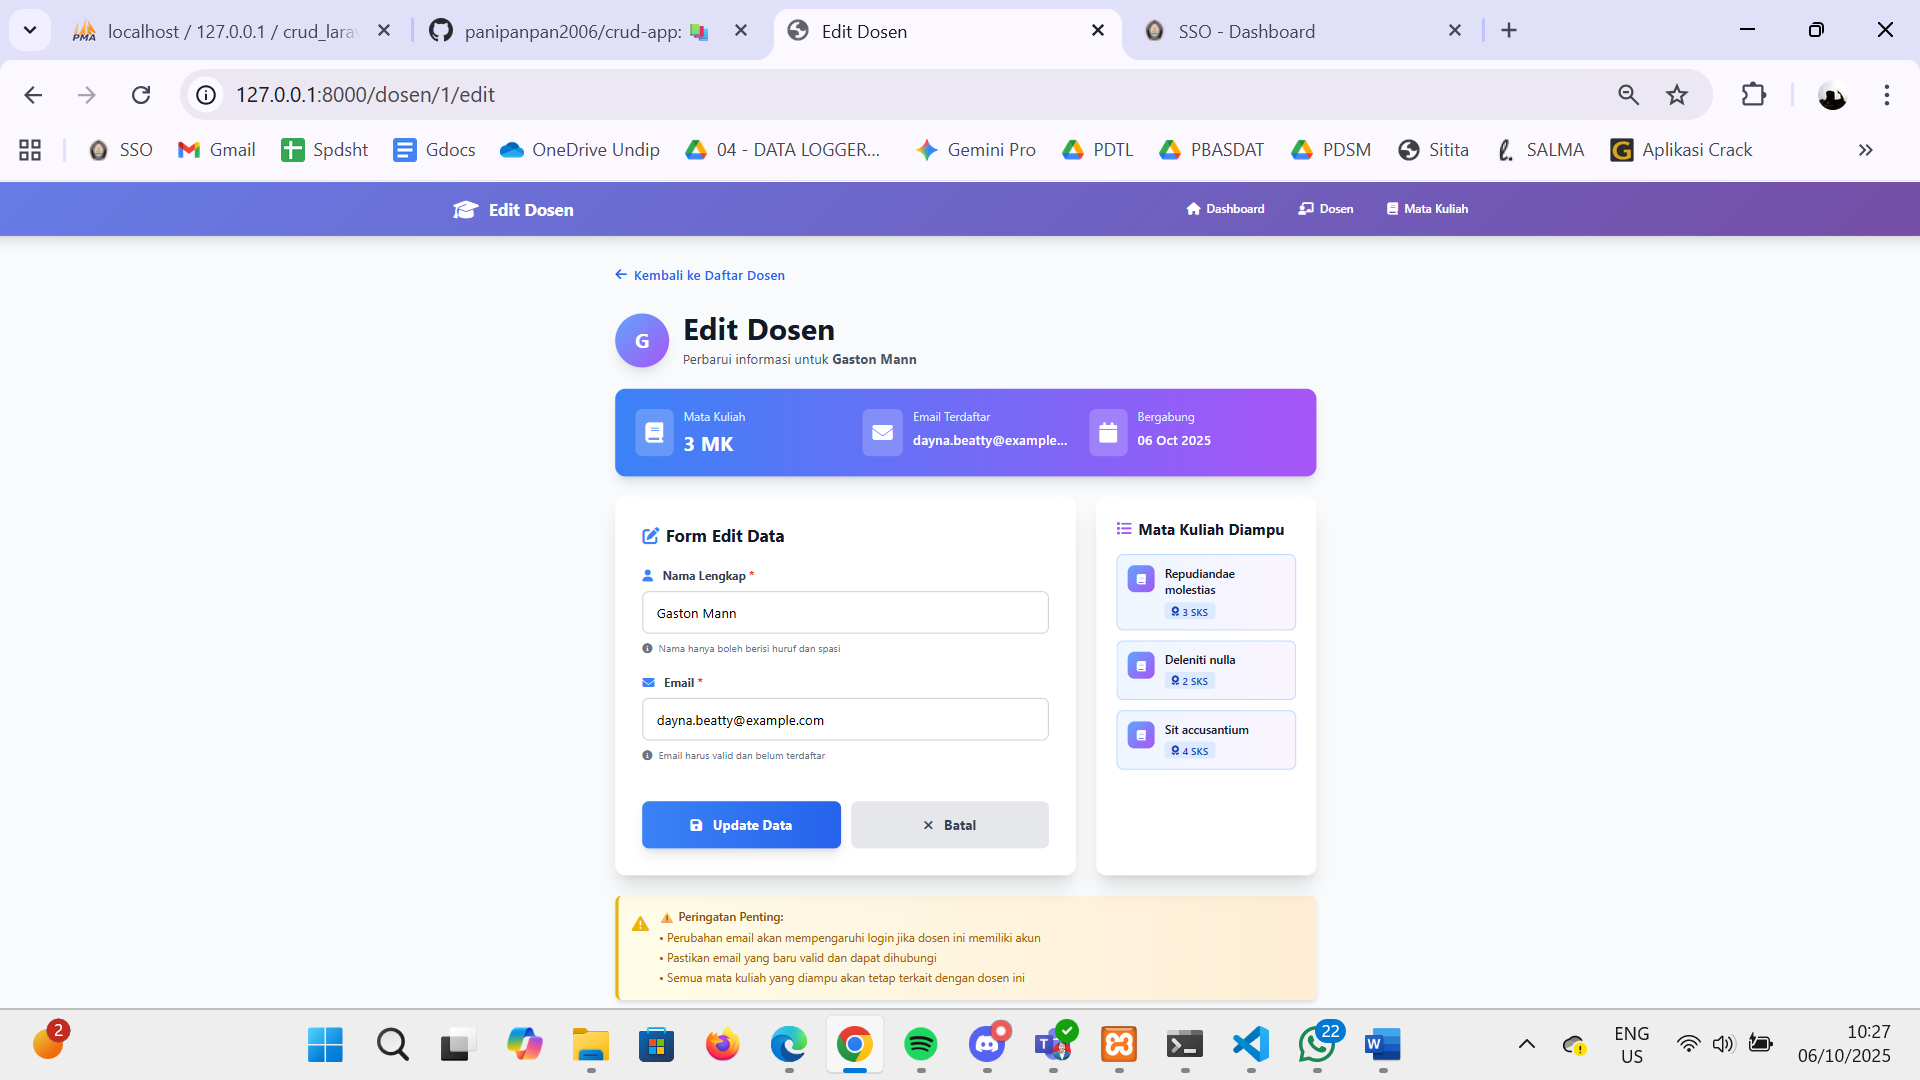 localhost / 127.0.0.1 / crud_lara
panipanpan2006/crud-app:
Edit Dosen
SSO - Dashboard
127.0.0.1:8000/dosen/1/edit
SSO
Gmail
Spdsht
Gdocs
OneDrive Undip
04 - DATA LOGGER...
Gemini Pro
PDTL
PBASDAT
PDSM
Sitita
SALMA
Aplikasi Crack
Edit Dosen
Dashboard
Dosen
Mata Kuliah
Kembali ke Daftar Dosen
G
Edit Dosen
Perbarui informasi untuk Gaston Mann
Mata Kuliah
3 MK
Email Terdaftar
dayna.beatty@example...
Bergabung
06 Oct 2025
Form Edit Data
Nama Lengkap *
Gaston Mann
Nama hanya boleh berisi huruf dan spasi
Email *
dayna.beatty@example.com
Email harus valid dan belum terdaftar
Update Data
Batal
Mata Kuliah Diampu
Repudiandae
molestias
3 SKS
Deleniti nulla
2 SKS
Sit accusantium
4 SKS
Peringatan Penting:
• Perubahan email akan mempengaruhi login jika dosen ini memiliki akun
• Pastikan email yang baru valid dan dapat dihubungi
• Semua mata kuliah yang diampu akan tetap terkait dengan dosen ini
2
22
ENG
US
10:27
06/10/2025